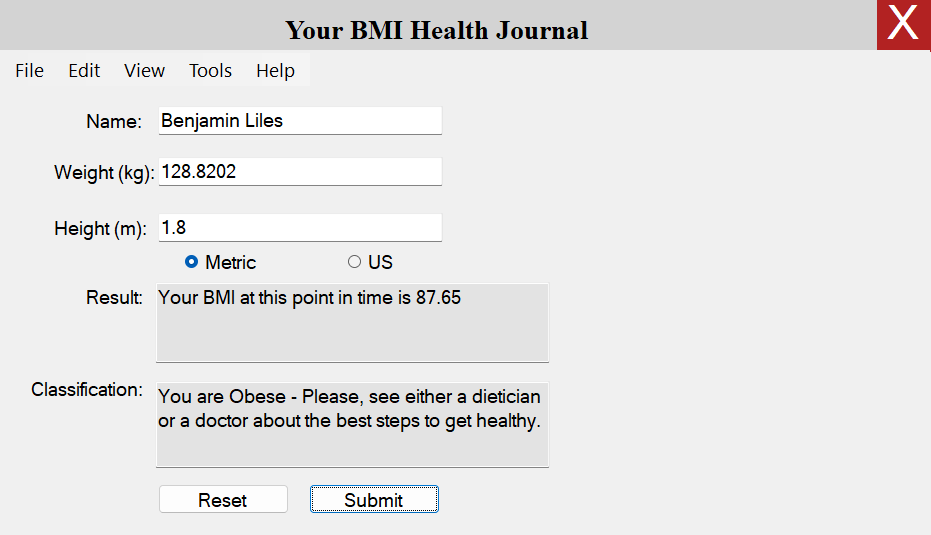 Your BMI Health Journal
X
File Edit View Tools Help
Name: Benjamin Liles
Weight (kg): 128.8202
Height (m): 1.8
Metric US
Result: Your BMI at this point in time is 87.65
Classification: You are Obese - Please, see either a dietician
or a doctor about the best steps to get healthy.
Reset Submit